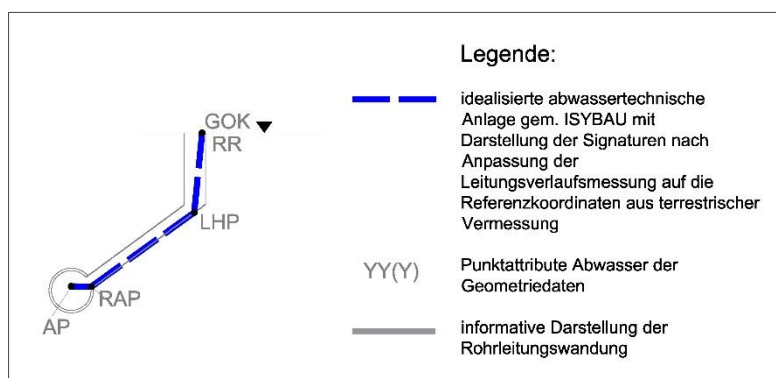 GOK
RR
LHP
RAP
AP
Legende:
idealisierte abwassertechnische
Anlage gem. ISYBAU mit
Darstellung der Signaturen nach
Anpassung der
Leitungsverlaufsmessung auf die
Referenzkoordinaten aus terrestrischer
Vermessung
YY(Y)
Punktattribute Abwasser der
Geometriedaten
informative Darstellung der
Rohrleitungswandung